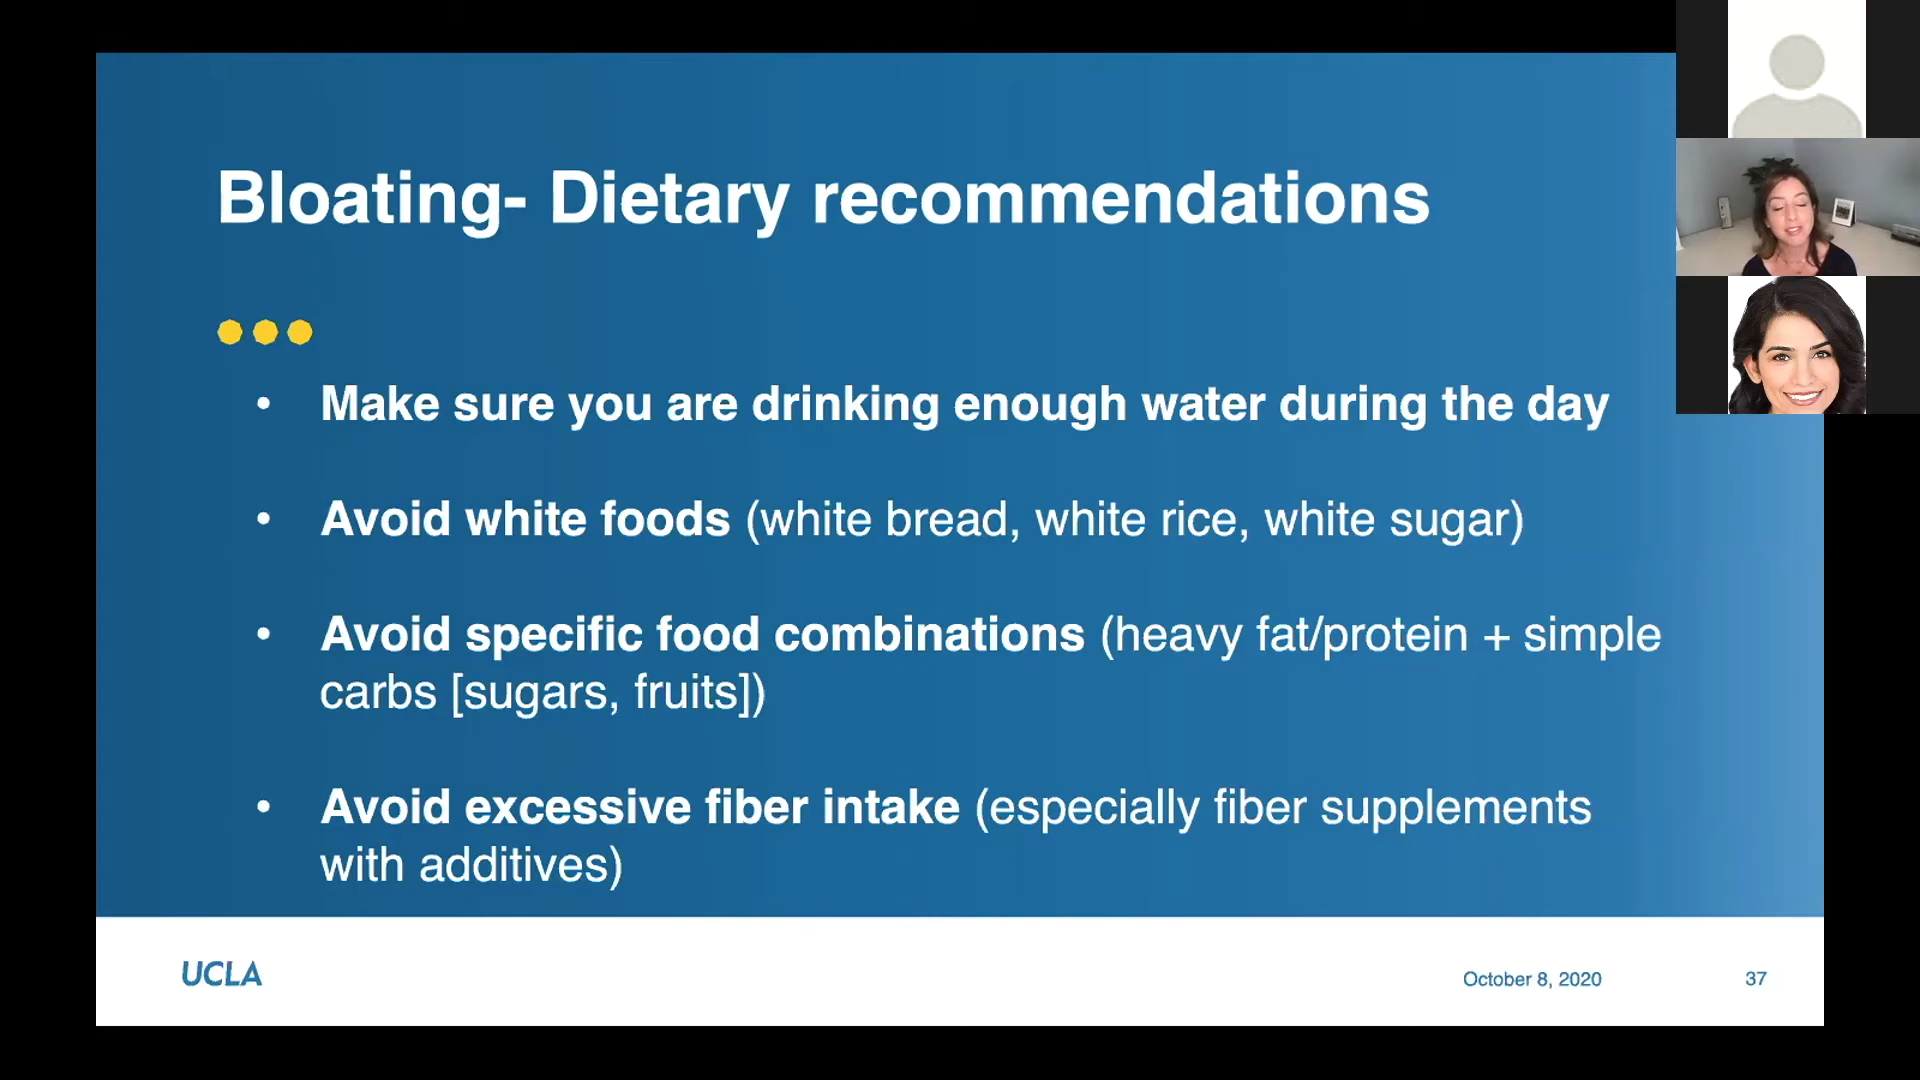 Bloating- Dietary recommendations
• Make sure you are drinking enough water during the day
• Avoid white foods (white bread, white rice, white sugar)
• Avoid specific food combinations (heavy fat/protein + simple
carbs [sugars, fruits])
• Avoid excessive fiber intake (especially fiber supplements
with additives)
UCLA
October 8, 2020
37